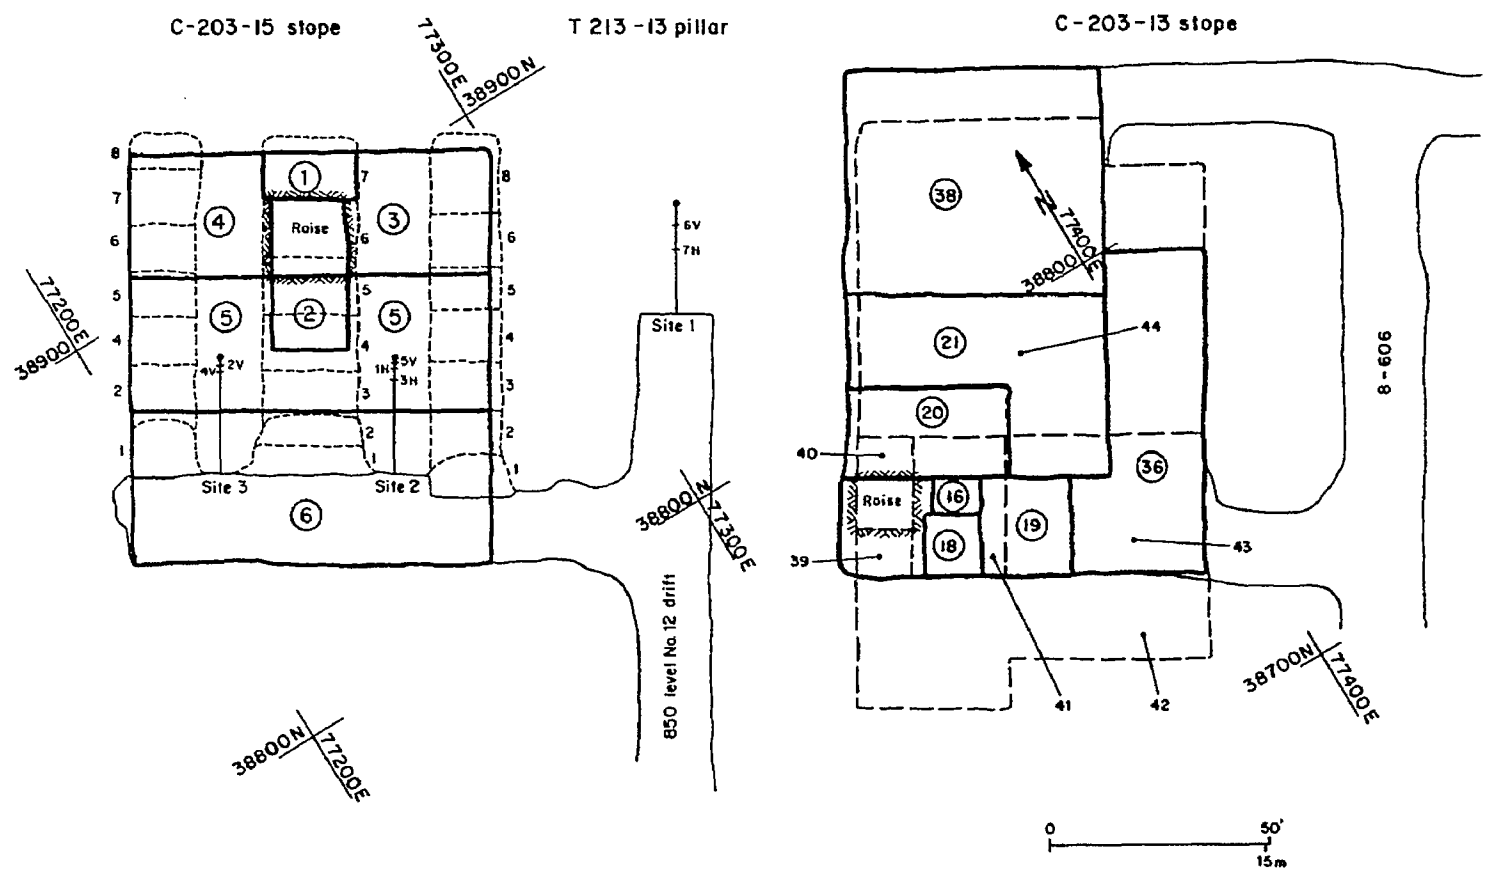 C-203-15 stope
T 213-13 pillar
C-203-13 stope
77300E
38900N
8
7
6
5
4
2
1
1
7
8
4
3
Raise
6
6
5
5
5
2
5
4
4
4V
2V
1H
5V
3H
3
3
2
2
1
1
Site 3
Site 2
6
77200E
38900
6V
7H
Site 1
38800N
77300E
850 level No. 12 drift
38800N
77200E
38
N
77400E
38800
21
44
20
40
36
Raise
16
19
18
39
43
41
42
8-606
38700N
77400E
0
50'
15m